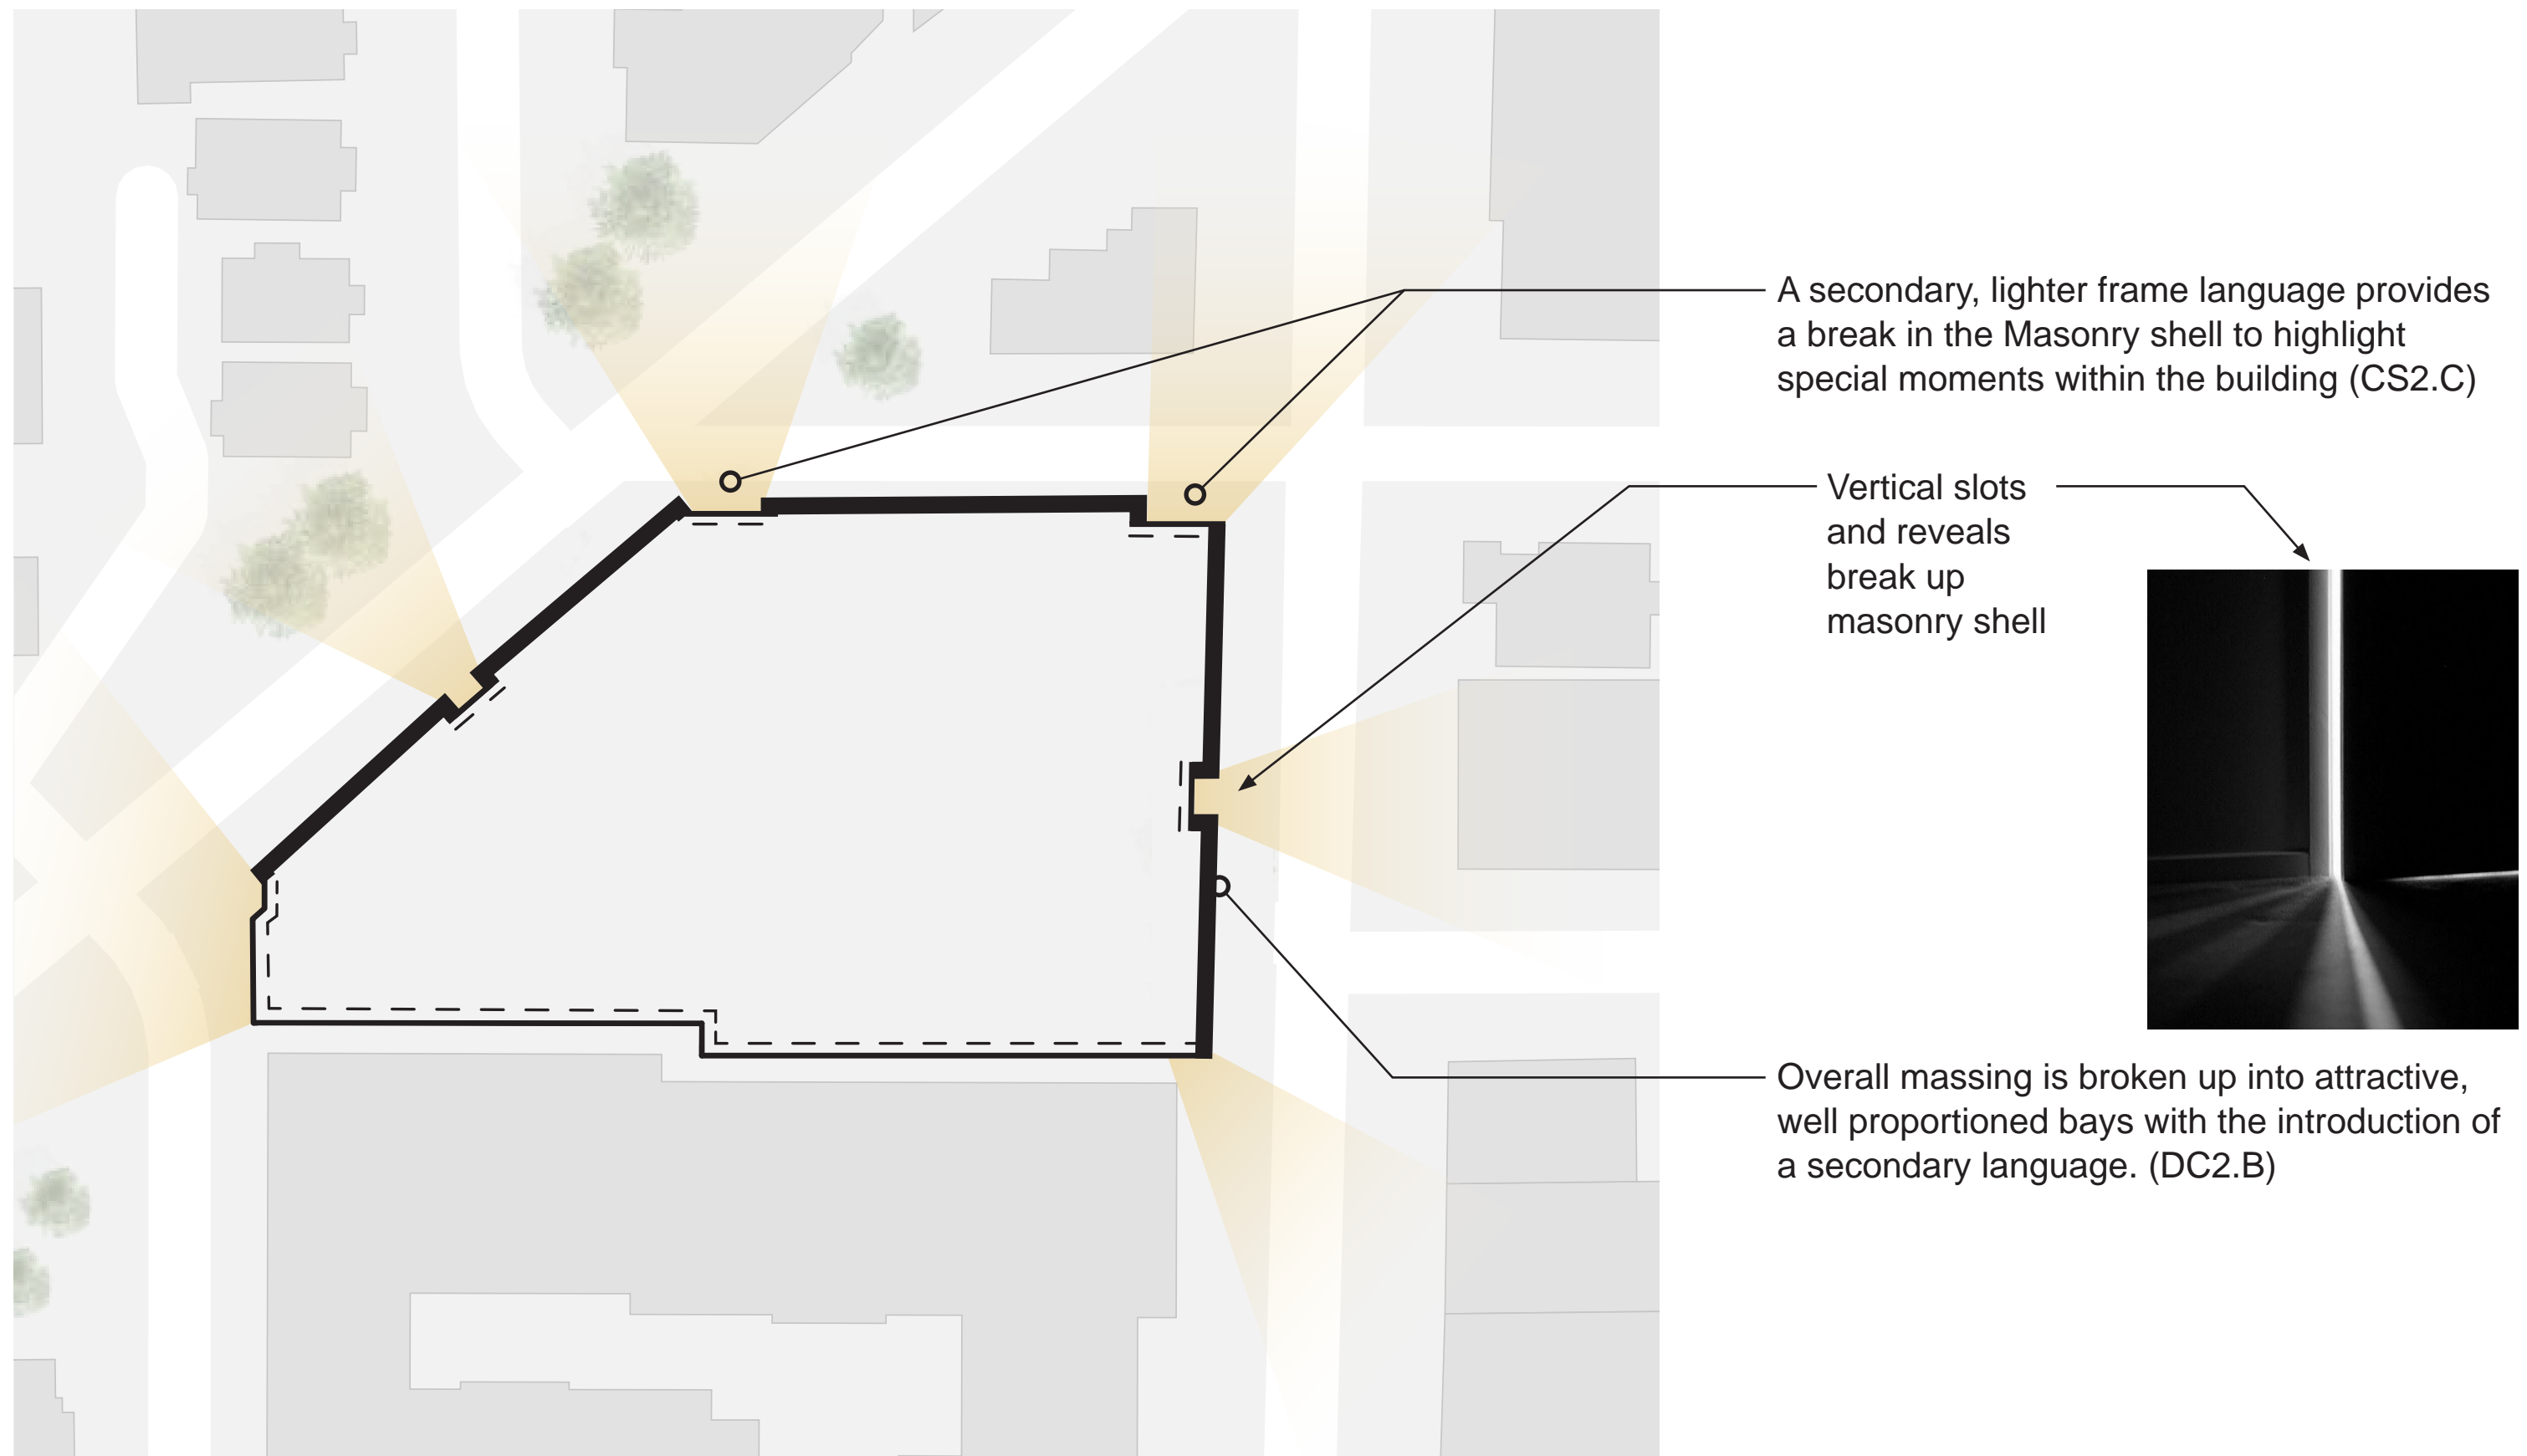 A secondary, lighter frame language provides
a break in the Masonry shell to highlight
special moments within the building (CS2.C)
Vertical slots
and reveals
break up
masonry shell
Overall massing is broken up into attractive,
well proportioned bays with the introduction of
a secondary language. (DC2.B)